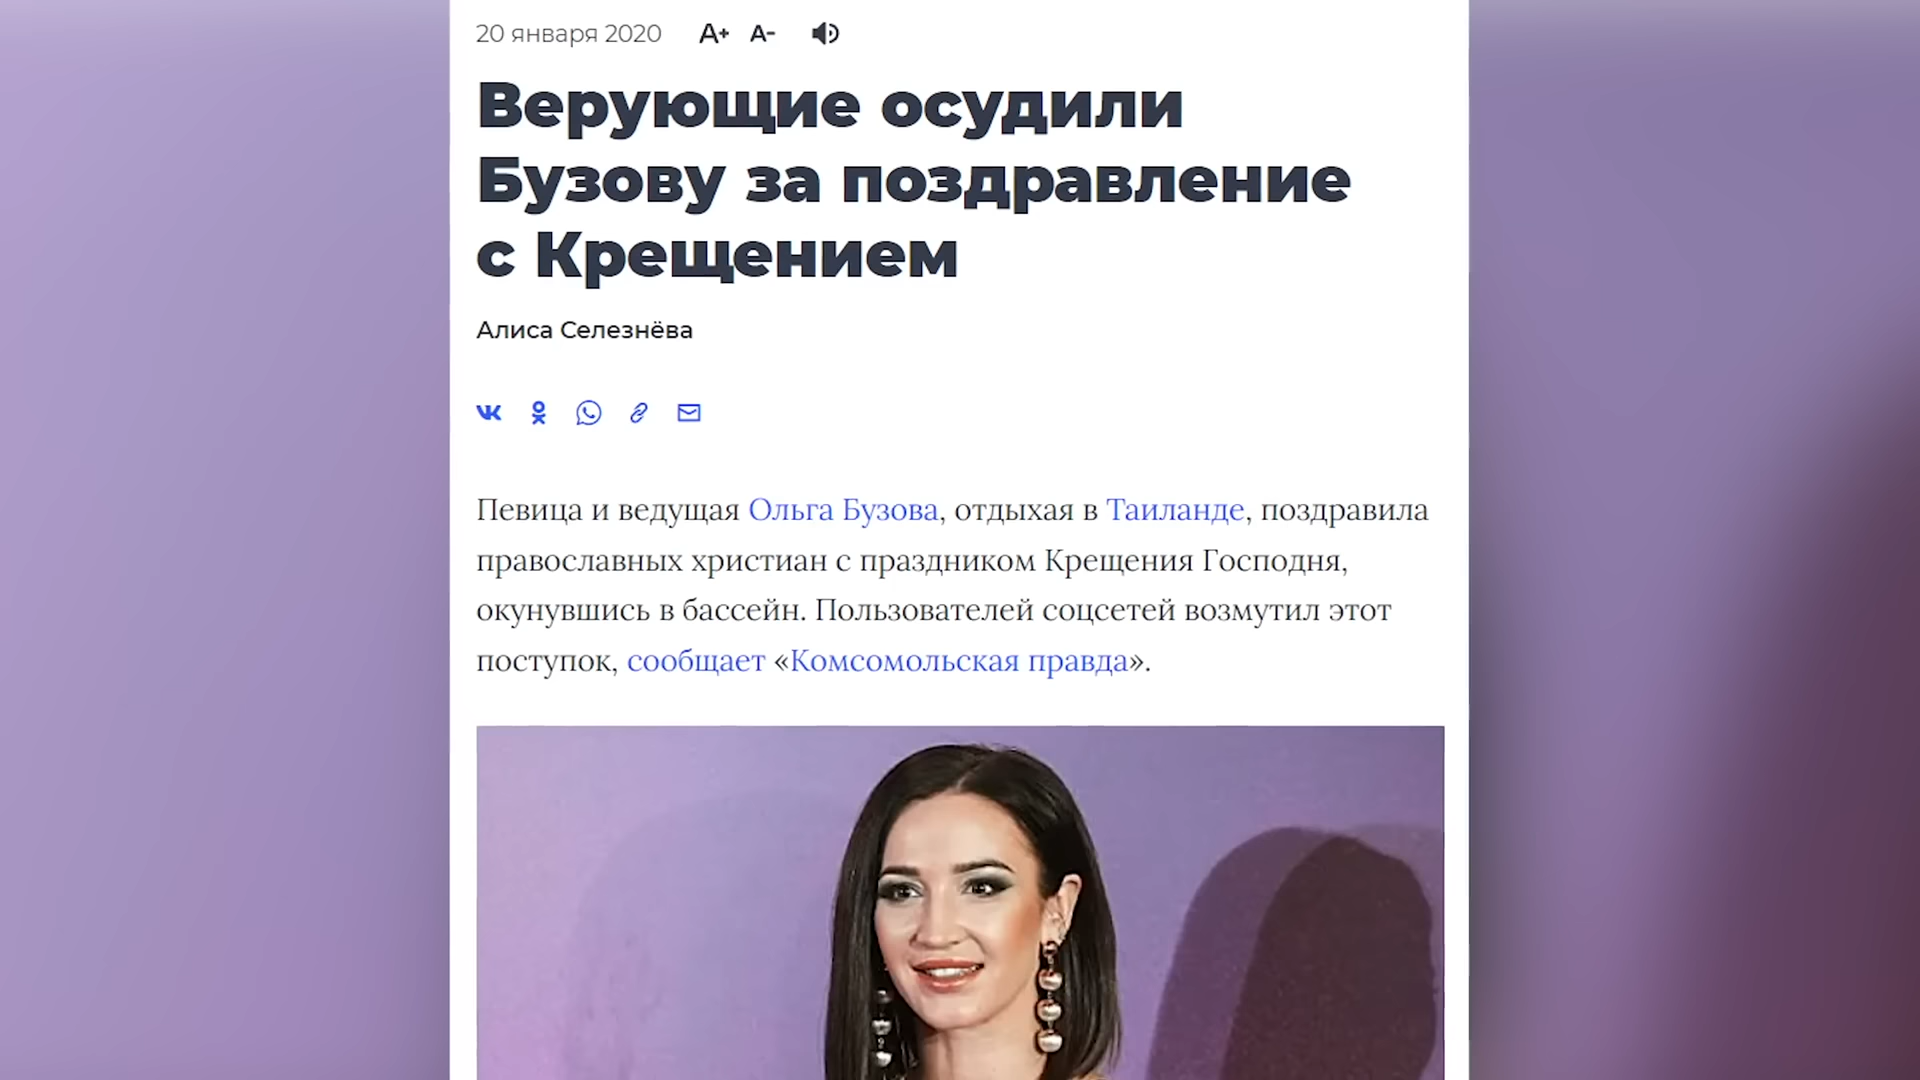 20 января 2020 A+ A-
Верующие осудили
Бузову за поздравление
с Крещением
Алиса Селезнёва
Певица и ведущая Ольга Бузова, отдыхая в Таиланде, поздравила
православных христиан с праздником Крещения Господня,
окунувшись в бассейн. Пользователей соцсетей возмутил этот
поступок, сообщает «Комсомольская правда».